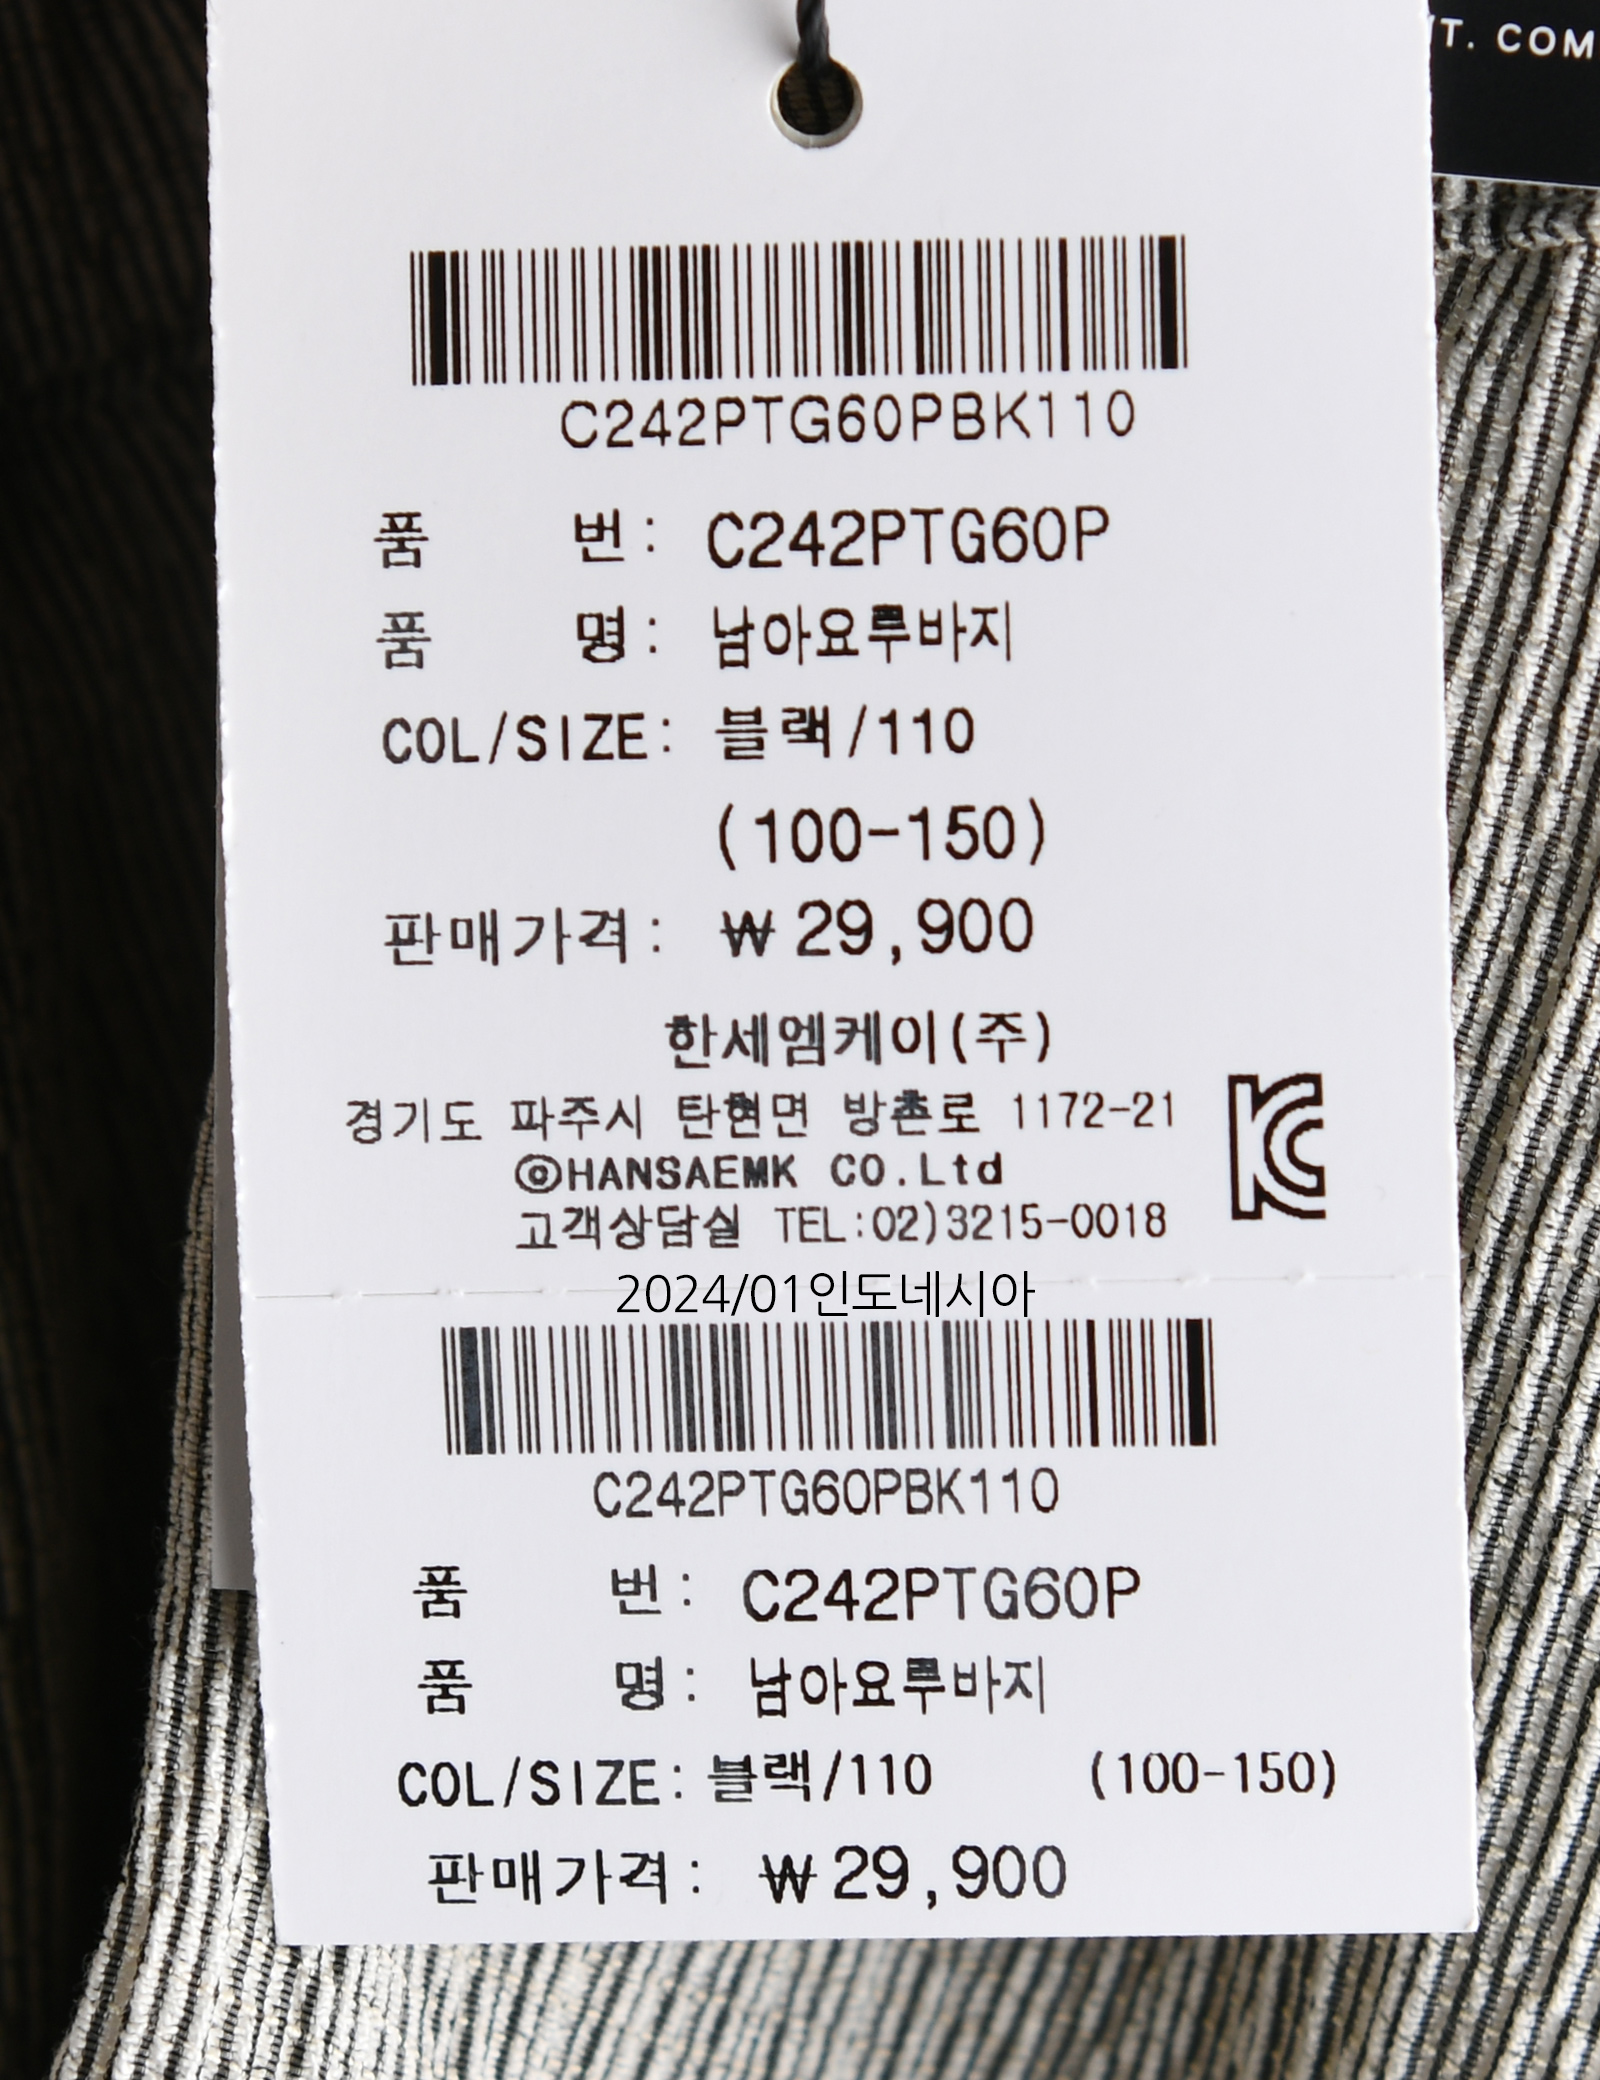 T. COM
C242PTG60PBK110
품 번: C242PTG60P
품 명: 남아요루바지
COL/SIZE: 블랙/110
(100-150)
판매가격: ₩29,900
한세엠케이(주)
경기도 파주시 탄현면 방촌로 1172-21
ⓒHANSAEMK CO.Ltd
고객상담실 TEL:02)3215-0018
2024/01인도네시아
C242PTG60PBK110
품 번: C242PTG60P
품 명: 남아요루바지
COL/SIZE: 블랙/110 (100-150)
판매가격: ₩29,900